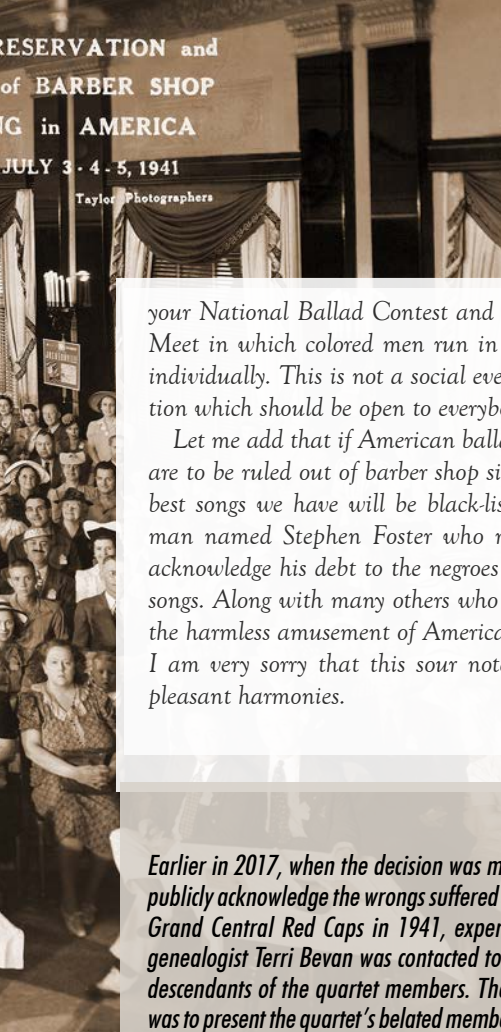 RESERVATION and
of BARBER SHOP
G in AMERICA
JULY 3 - 4 - 5, 1941
Taylor Photographers
your National Ballad Contest and
Meet in which colored men run in
individually. This is not a social eve
tion which should be open to everyb
Let me add that if American balla
are to be ruled out of barber shop si
best songs we have will be black-lis
man named Stephen Foster who n
acknowledge his debt to the negroes
songs. Along with many others who
the harmless amusement of America
I am very sorry that this sour note
pleasant harmonies.
Earlier in 2017, when the decision was m
publicly acknowledge the wrongs suffered
Grand Central Red Caps in 1941, exper
genealogist Terri Bevan was contacted to
descendants of the quartet members. The
was to present the quartet's belated membe